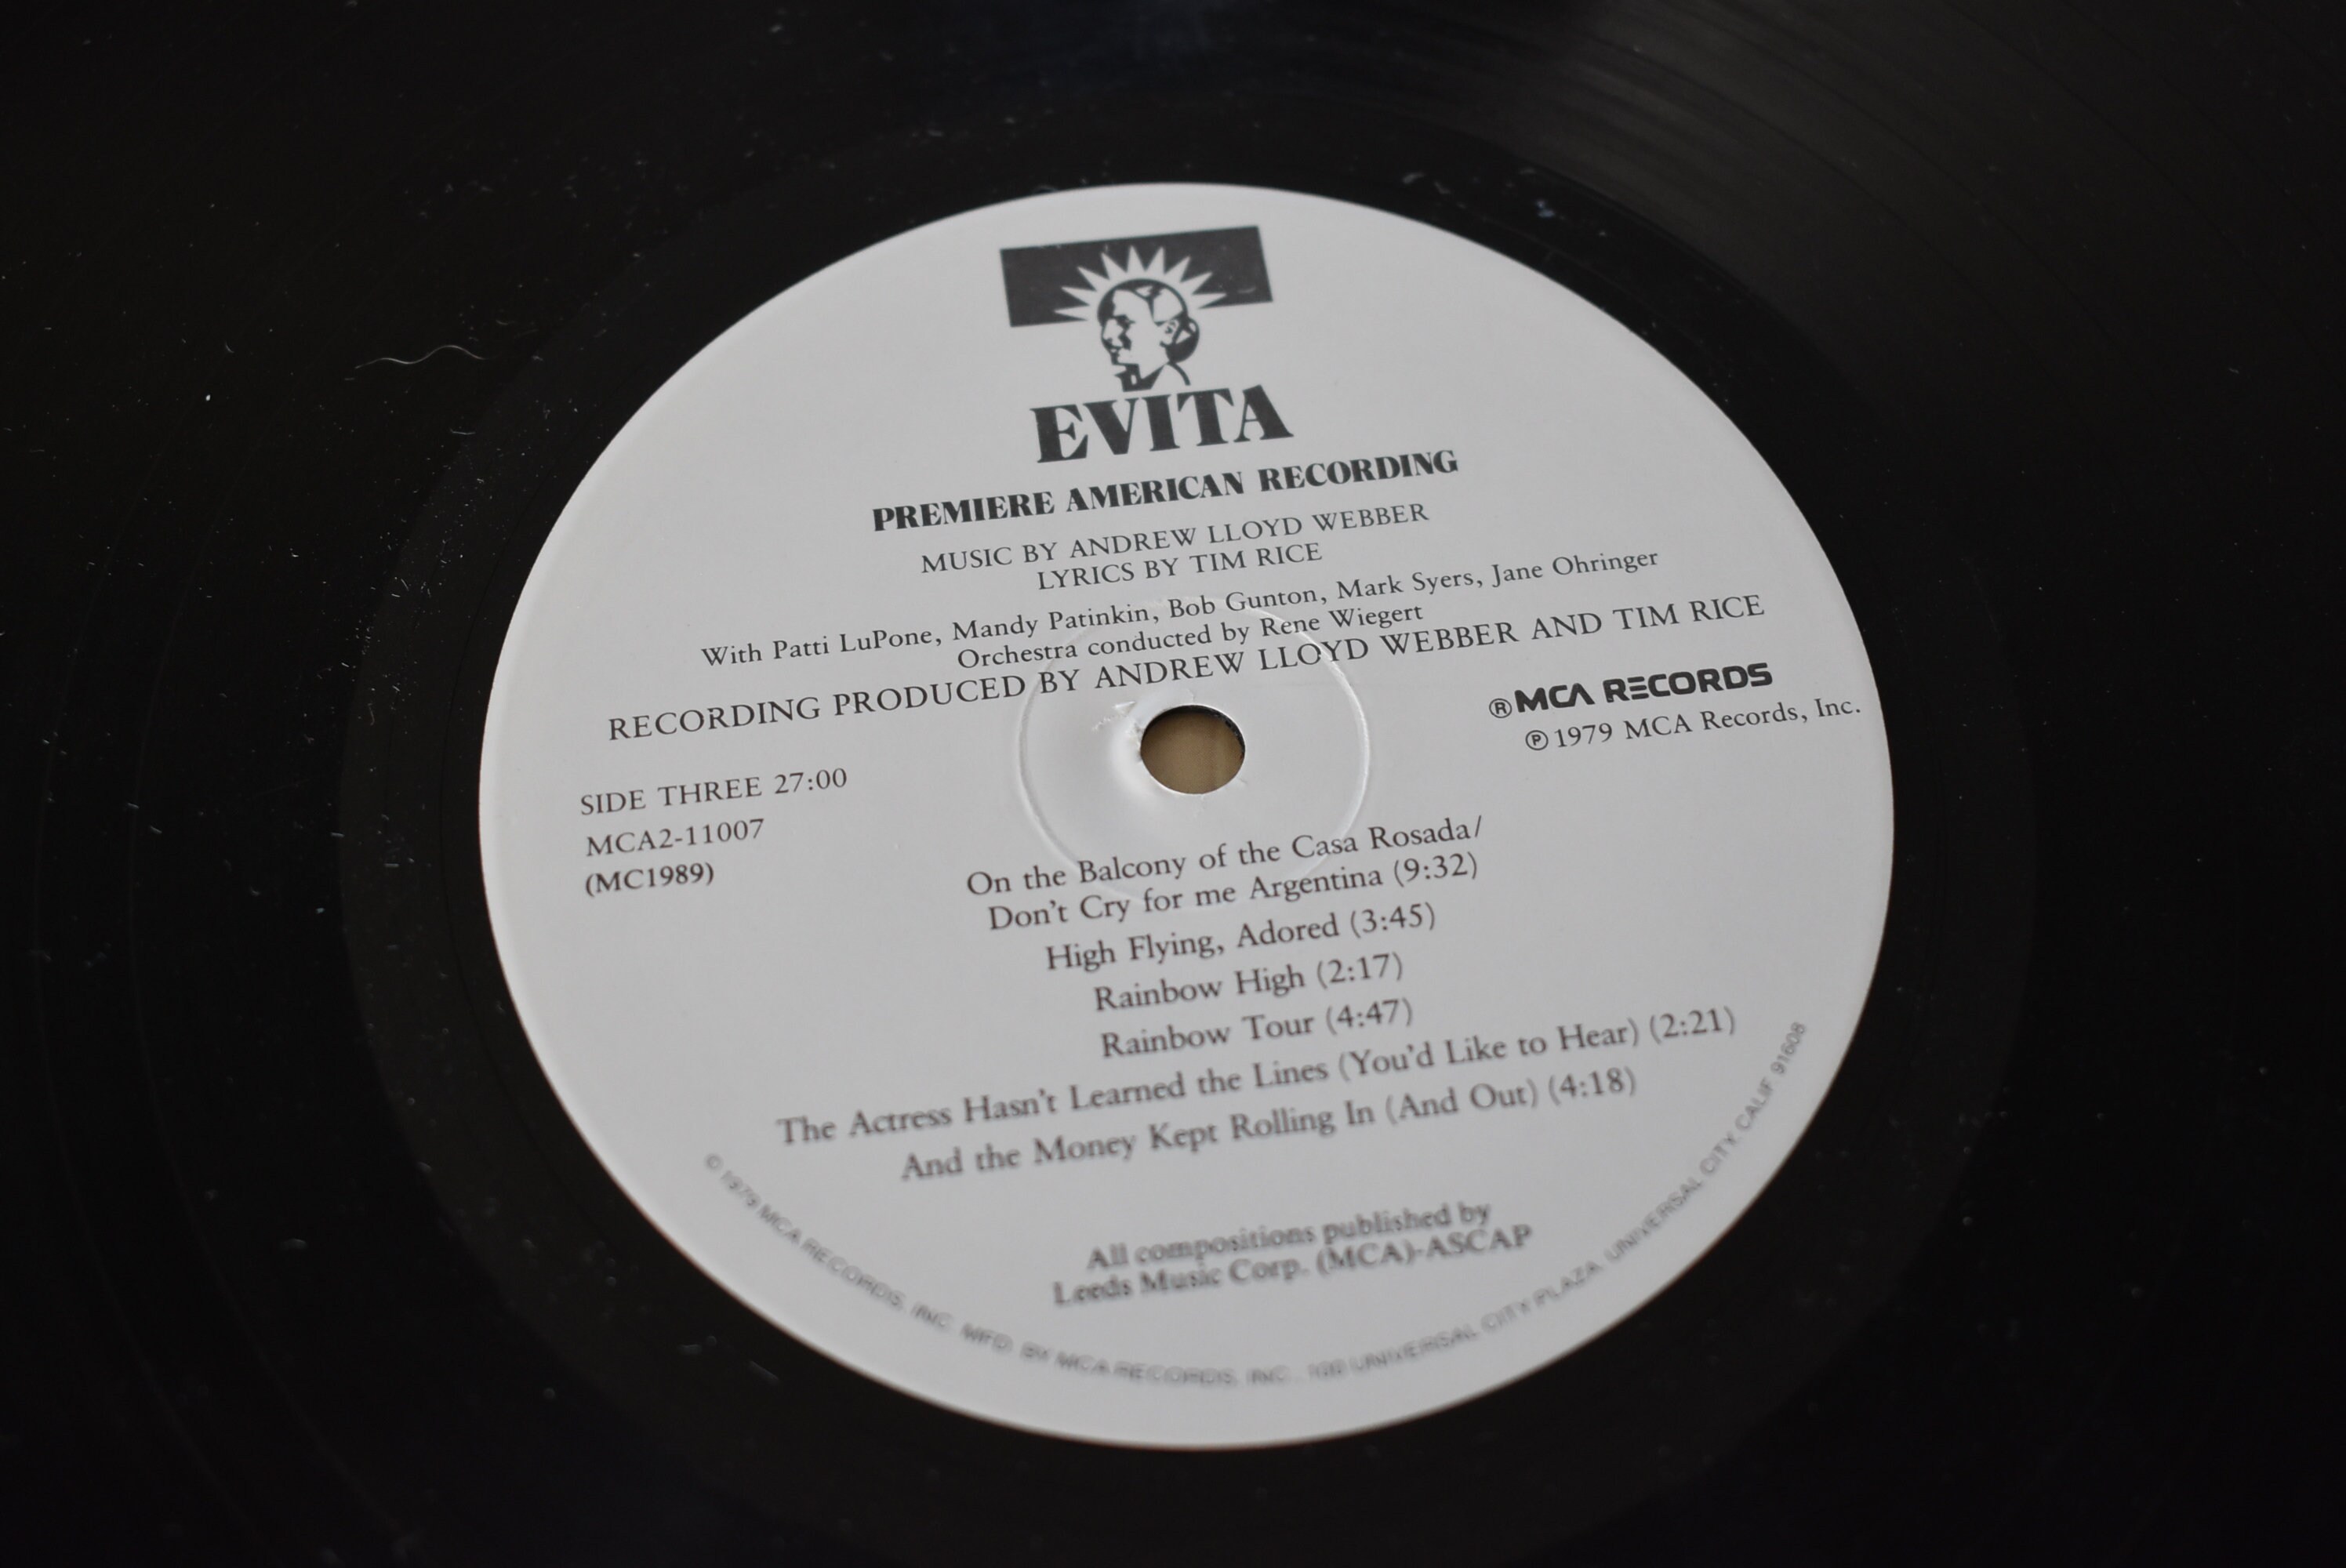 EVITA
PREMIERE AMERICAN RECORDING
MUSIC BY ANDREW LLOYD WEBBER
LYRICS BY TIM RICE
With Patti LuPone, Mandy Patinkin, Bob Gunton, Mark Syers, Jane Ohringer
Orchestra conducted by Rene Wiegert
RECORDING PRODUCED BY ANDREW LLOYD WEBBER AND TIM RICE
®MCA RECORDS
℗ 1979 MCA Records, Inc.
SIDE THREE 27:00
MCA2-11007
(MC1989)
On the Balcony of the Casa Rosada/
Don't Cry for me Argentina (9:32)
High Flying, Adored (3:45)
Rainbow High (2:17)
Rainbow Tour (4:47)
The Actress Hasn't Learned the Lines (You'd Like to Hear) (2:21)
And the Money Kept Rolling In (And Out) (4:18)
All compositions published by
Leeds Music Corp. (MCA)-ASCAP
© 1979 MCA RECORDS, INC. MFD. BY MCA RECORDS, INC., 100 UNIVERSAL CITY PLAZA, UNIVERSAL CITY, CALIF. 91608